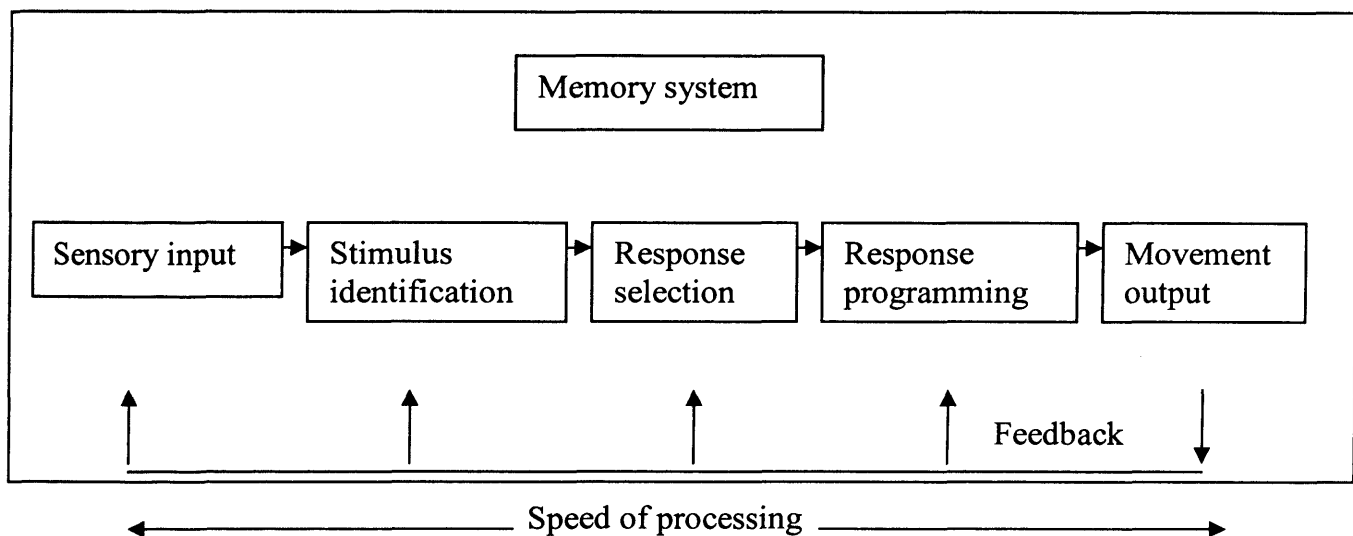 Memory system
Sensory input
Stimulus
identification
Response
selection
Response
programming
Movement
output
Feedback
Speed of processing